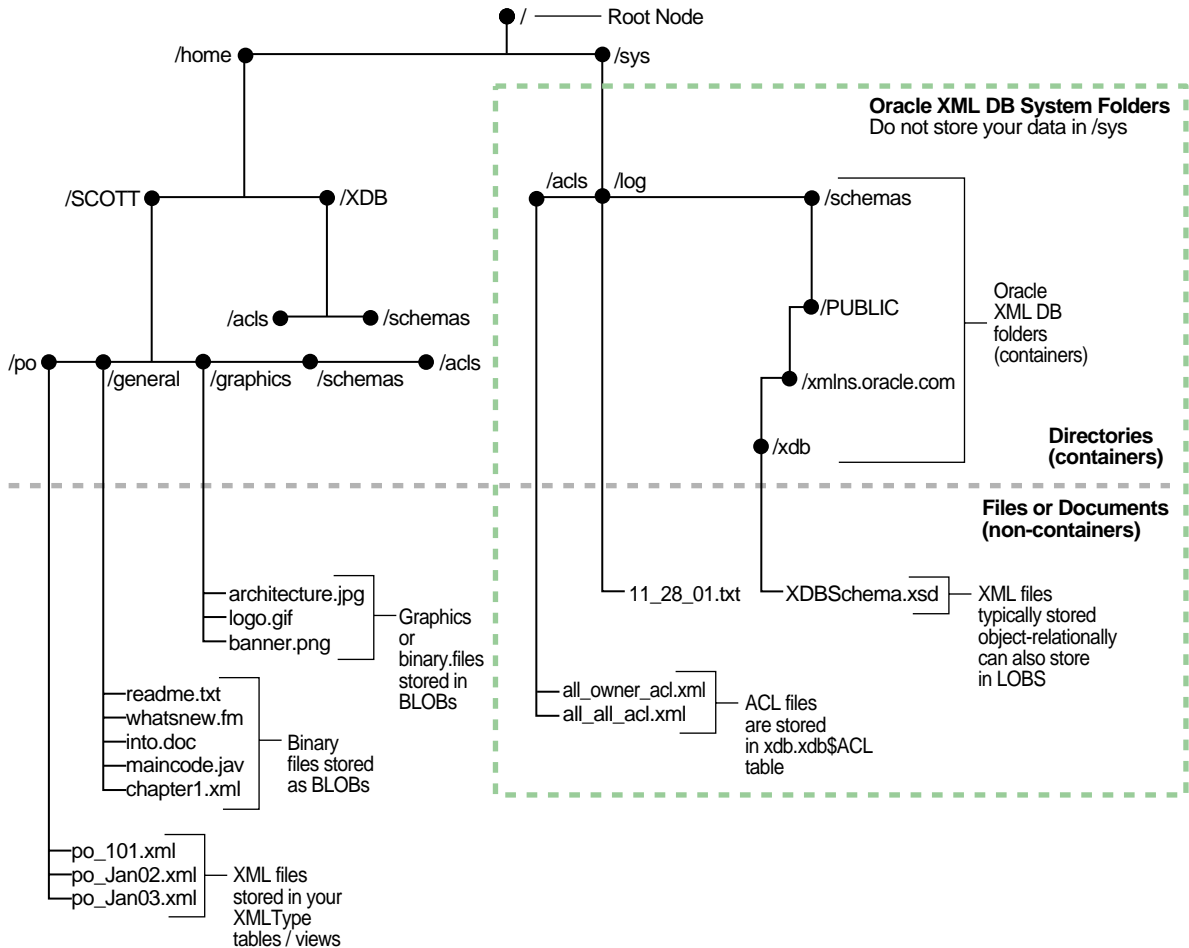 /
Root Node
/home
/sys
Oracle XML DB System Folders
Do not store your data in /sys
/SCOTT
/XDB
/acls
/log
/schemas
/acls
/schemas
/PUBLIC
Oracle
XML DB
folders
(containers)
/po
/general
/graphics
/schemas
/acls
/xmlns.oracle.com
/xdb
Directories
(containers)
Files or Documents
(non-containers)
architecture.jpg
logo.gif
banner.png
Graphics
or
binary.files
stored in
BLOBs
11_28_01.txt
XDBSchema.xsd
XML files
typically stored
object-relationally
can also store
in LOBS
readme.txt
whatsnew.fm
into.doc
maincode.jav
chapter1.xml
Binary
files stored
as BLOBs
all_owner_acl.xml
all_all_acl.xml
ACL files
are stored
in xdb.xdb$ACL
table
po_101.xml
po_Jan02.xml
po_Jan03.xml
XML files
stored in your
XMLType
tables / views